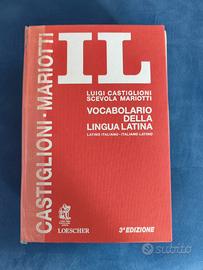 CASTIGLIONI · MARIOTTI
IL
LUIGI CASTIGLIONI
SCEVOLA MARIOTTI
VOCABOLARIO
DELLA
LINGUA LATINA
LATINO-ITALIANO · ITALIANO-LATINO
LOESCHER
3ª EDIZIONE
subito